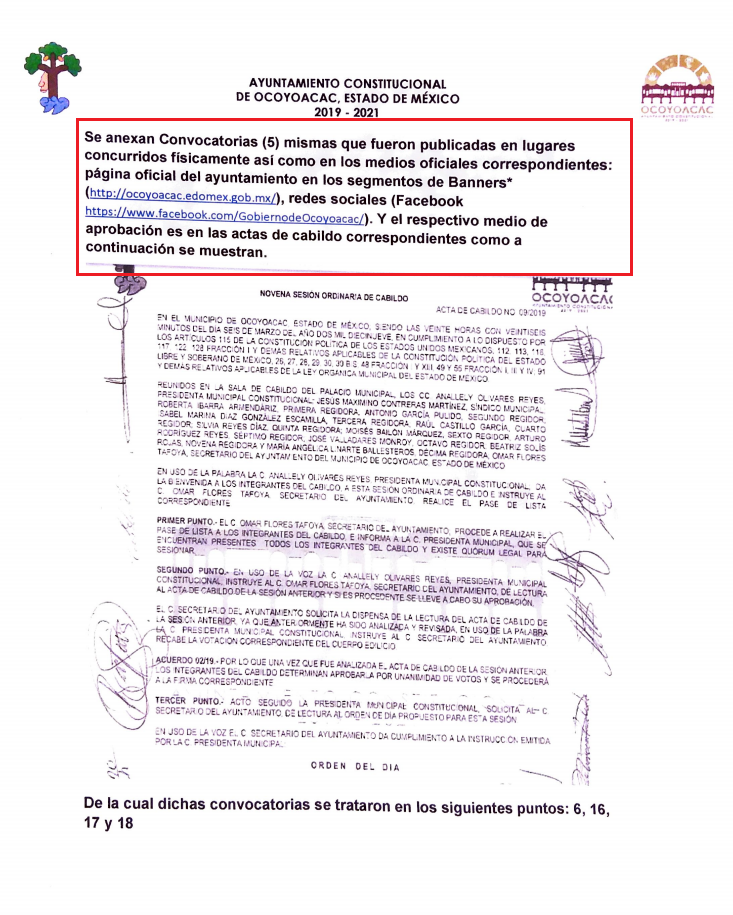 AYUNTAMIENTO CONSTITUCIONAL
DE OCOYOACAC, ESTADO DE MÉXICO
2019 - 2021
OCOYOACAC
Se anexan Convocatorias (5) mismas que fueron publicadas en lugares
concurridos físicamente así como en los medios oficiales correspondientes:
página oficial del ayuntamiento en los segmentos de Banners*
(http://ocoyoacac.edomex.gob.mx/), redes sociales (Facebook
https://www.facebook.com/GobiernodeOcoyoacac/). Y el respectivo medio de
aprobación es en las actas de cabildo correspondientes como a
continuación se muestran.
OCOYOACAC
NOVENA SESIÓN ORDINARIA DE CABILDO
ACTA DE CABILDO NO. 09/2019
EN EL MUNICIPIO DE OCOYOACAC, ESTADO DE MÉXICO, SIENDO LAS VEINTE HORAS CON VEINTISEIS
MINUTOS DEL DÍA SEIS DE MARZO DEL AÑO DOS MIL DIECINUEVE, EN CUMPLIMIENTO A LO DISPUESTO POR
LOS ARTICULOS 115 DE LA CONSTITUCIÓN POLÍTICA DE LOS ESTADOS UNIDOS MEXICANOS, 112, 113, 116,
117, 122, 128 FRACCIÓN I Y DEMAS RELATIVOS APLICABLES DE LA CONSTITUCIÓN POLÍTICA DEL ESTADO
LIBRE Y SOBERANO DE MÉXICO, 26, 27, 28, 29, 30, 39 B.S. 48 FRACCIÓN I Y XIII, 49 Y 55 FRACCIÓN I, III Y IV; 91
Y DEMAS RELATIVOS APLICABLES DE LA LEY ORGANICA MUNICIPAL DEL ESTADO DE MÉXICO
REUNIDOS EN LA SALA DE CABILDO DEL PALACIO MUNICIPAL, LOS CC. ANALLELY OLIVARES REYES,
PRESIDENTA MUNICIPAL CONSTITUCIONAL; JESUS MAXIMINO CONTRERAS MARTÍNEZ, SÍNDICO MUNICIPAL,
ROBERTA IBARRA ARMENDÁRIZ, PRIMERA REGIDORA, ANTONIO GARCÍA PULIDO, SEGUNDO REGIDOR,
ISABEL MARINA DÍAZ GONZÁLEZ ESCAMILLA, TERCERA REGIDORA, RAÚL CASTILLO GARCÍA, CUARTO
REGIDOR; SILVIA REYES DÍAZ, QUINTA REGIDORA; MOISÉS BAILÓN MÁRQUEZ, SEXTO REGIDOR, ARTURO
RODRÍGUEZ REYES, SÉPTIMO REGIDOR; JOSÉ VALLADARES MONROY, OCTAVO REGIDOR, BEATRIZ SOLÍS
ROJAS, NOVENA REGIDORA Y MARÍA ANGÉLICA LINARTE BALLESTEROS, DÉCIMA REGIDORA, OMAR FLORES
TAFOYA, SECRETARIO DEL AYUNTAMIENTO DEL MUNICIPIO DE OCOYOACAC, ESTADO DE MÉXICO
EN USO DE LA PALABRA LA C. ANALLELY OLIVARES REYES, PRESIDENTA MUNICIPAL CONSTITUCIONAL, DA
LA BIENVENIDA A LOS INTEGRANTES DEL CABILDO, A ESTA SESIÓN ORDINARIA DE CABILDO E INSTRUYE AL
C. OMAR FLORES TAFOYA SECRETARIO DEL AYUNTAMIENTO, REALICE EL PASE DE LISTA
CORRESPONDIENTE
PRIMER PUNTO.- EL C OMAR FLORES TAFOYA, SECRETARIO DEL AYUNTAMIENTO, PROCEDE A REALIZAR EL
PASE DE LISTA A LOS INTEGRANTES DEL CABILDO, E INFORMA A LA C. PRESIDENTA MUNICIPAL, QUE SE
ENCUENTRAN PRESENTES TODOS LOS INTEGRANTES DEL CABILDO Y EXISTE QUÓRUM LEGAL PARA
SESIONAR
SEGUNDO PUNTO.- EN USO DE LA VOZ LA C ANALLELY OLIVARES REYES, PRESIDENTA MUNICIPAL
CONSTITUCIONAL, INSTRUYE AL C. OMAR FLORES TAFOYA, SECRETARIO DEL AYUNTAMIENTO, DE LECTURA
AL ACTA DE CABILDO DE LA SESIÓN ANTERIOR Y SI ES PROCEDENTE SE LLEVE A CABO SU APROBACIÓN.
EL C. SECRETARIO DEL AYUNTAMIENTO SOLICITA LA DISPENSA DE LA LECTURA DEL ACTA DE CABILDO DE
LA SESIÓN ANTERIOR, YA QUE ANTERIORMENTE HA SIDO ANALIZADA Y REVISADA, EN USO DE LA PALABRA
LA C. PRESIDENTA MUNICIPAL CONSTITUCIONAL INSTRUYE AL C SECRETARIO DEL AYUNTAMIENTO
RECABE LA VOTACIÓN CORRESPONDIENTE DEL CUERPO EDILICIO
ACUERDO 02/19.- POR LO QUE UNA VEZ QUE FUE ANALIZADA EL ACTA DE CABILDO DE LA SESIÓN ANTERIOR
LOS INTEGRANTES DEL CABILDO DETERMINAN APROBARLA POR UNANIMIDAD DE VOTOS Y SE PROCEDERÁ
A LA FIRMA CORRESPONDIENTE
TERCER PUNTO.- ACTO SEGUIDO LA PRESIDENTA MUNICIPAL CONSTITUCIONAL, SOLICITA AL C
SECRETARIO DEL AYUNTAMIENTO, DE LECTURA AL ORDEN DE DIA PROPUESTO PARA ESTA SESIÓN
EN USO DE LA VOZ EL C. SECRETARIO DEL AYUNTAMIENTO DA CUMPLIMIENTO A LA INSTRUCCIÓN EMITIDA
POR LA C. PRESIDENTA MUNICIPAL
ORDEN DEL DIA
De la cual dichas convocatorias se trataron en los siguientes puntos: 6, 16,
17 y 18